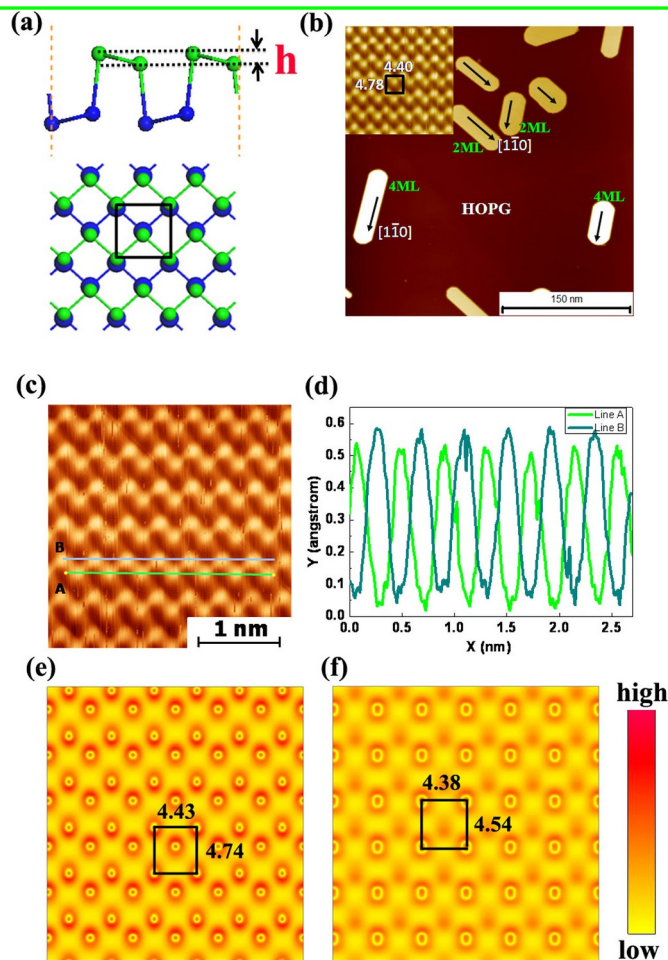 (a)
h
(b)
4.40
4.78
2ML
2ML
[11̄0]
4ML
[11̄0]
HOPG
4ML
150 nm
(c)
B
A
1 nm
(d)
Line A
Line B
0.6
0.5
0.4
0.3
0.2
0.1
0.0
Y (angstrom)
0.0 0.5 1.0 1.5 2.0 2.5
X (nm)
(e)
4.43
4.74
(f)
4.38
4.54
high
low